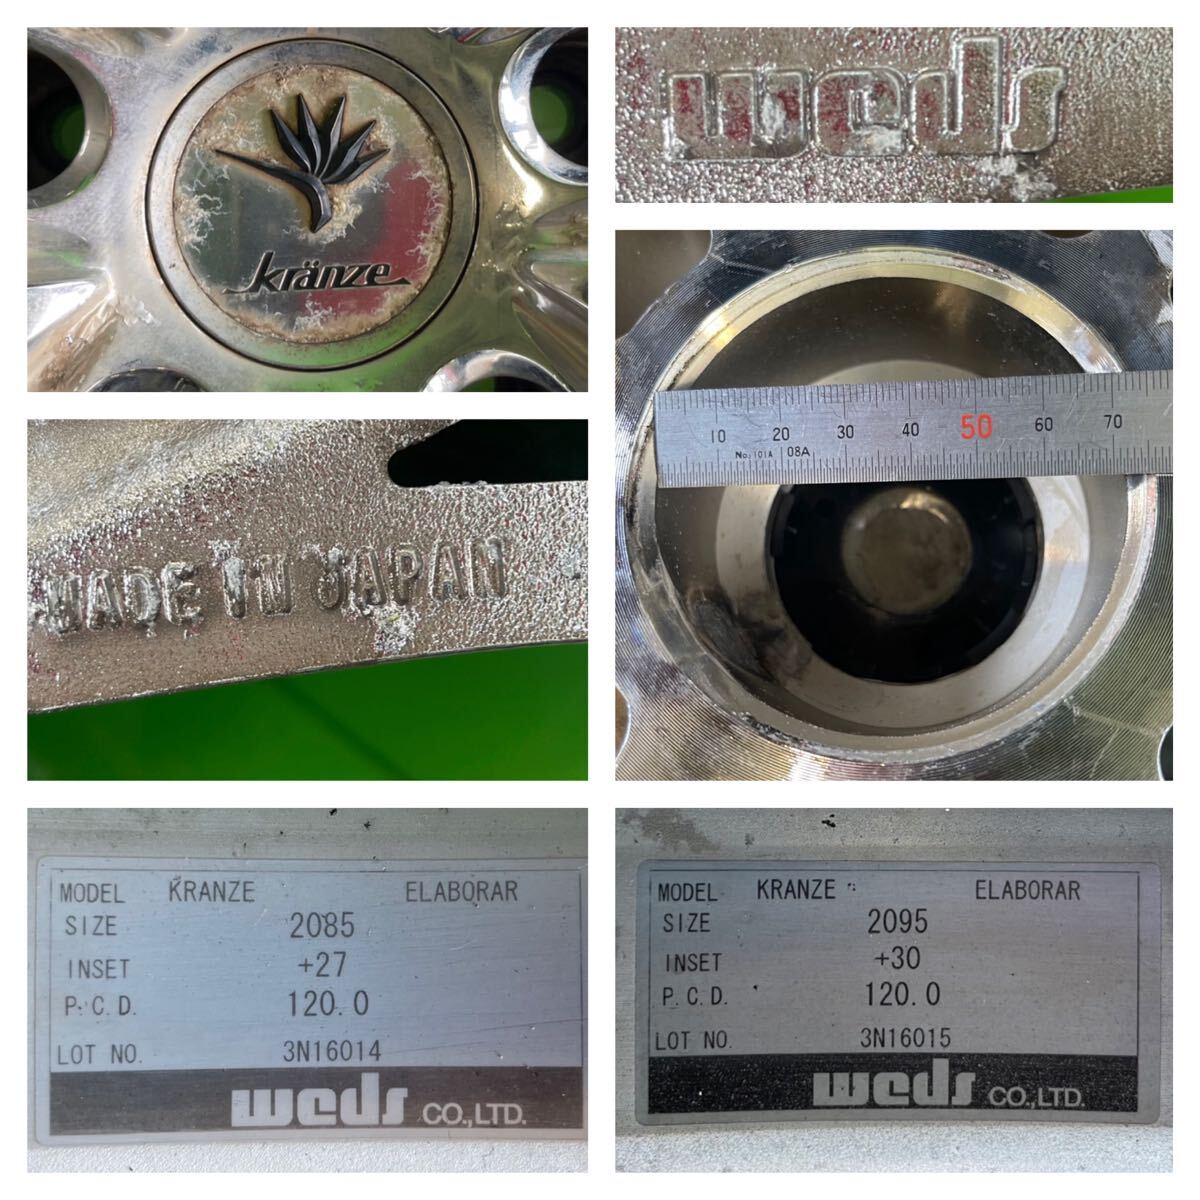 kränze
weds
10 20 30 40 50 60 70
No. 101A 08A
MADE IN JAPAN
MODEL KRANZE ELABORAR
SIZE 2085
INSET +27
P.C.D. 120.0
LOT NO. 3N16014
weds CO.,LTD.
MODEL KRANZE ELABORAR
SIZE 2095
INSET +30
P.C.D. 120.0
LOT NO. 3N16015
weds CO.,LTD.